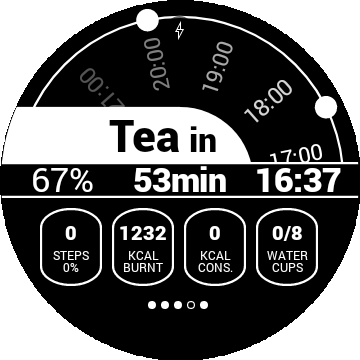 21:00
20:00
19:00
18:00
17:00
Tea in
67% 53min 16:37
0 1232 0 0/8
STEPS KCAL KCAL WATER
0% BURNT CONS. CUPS